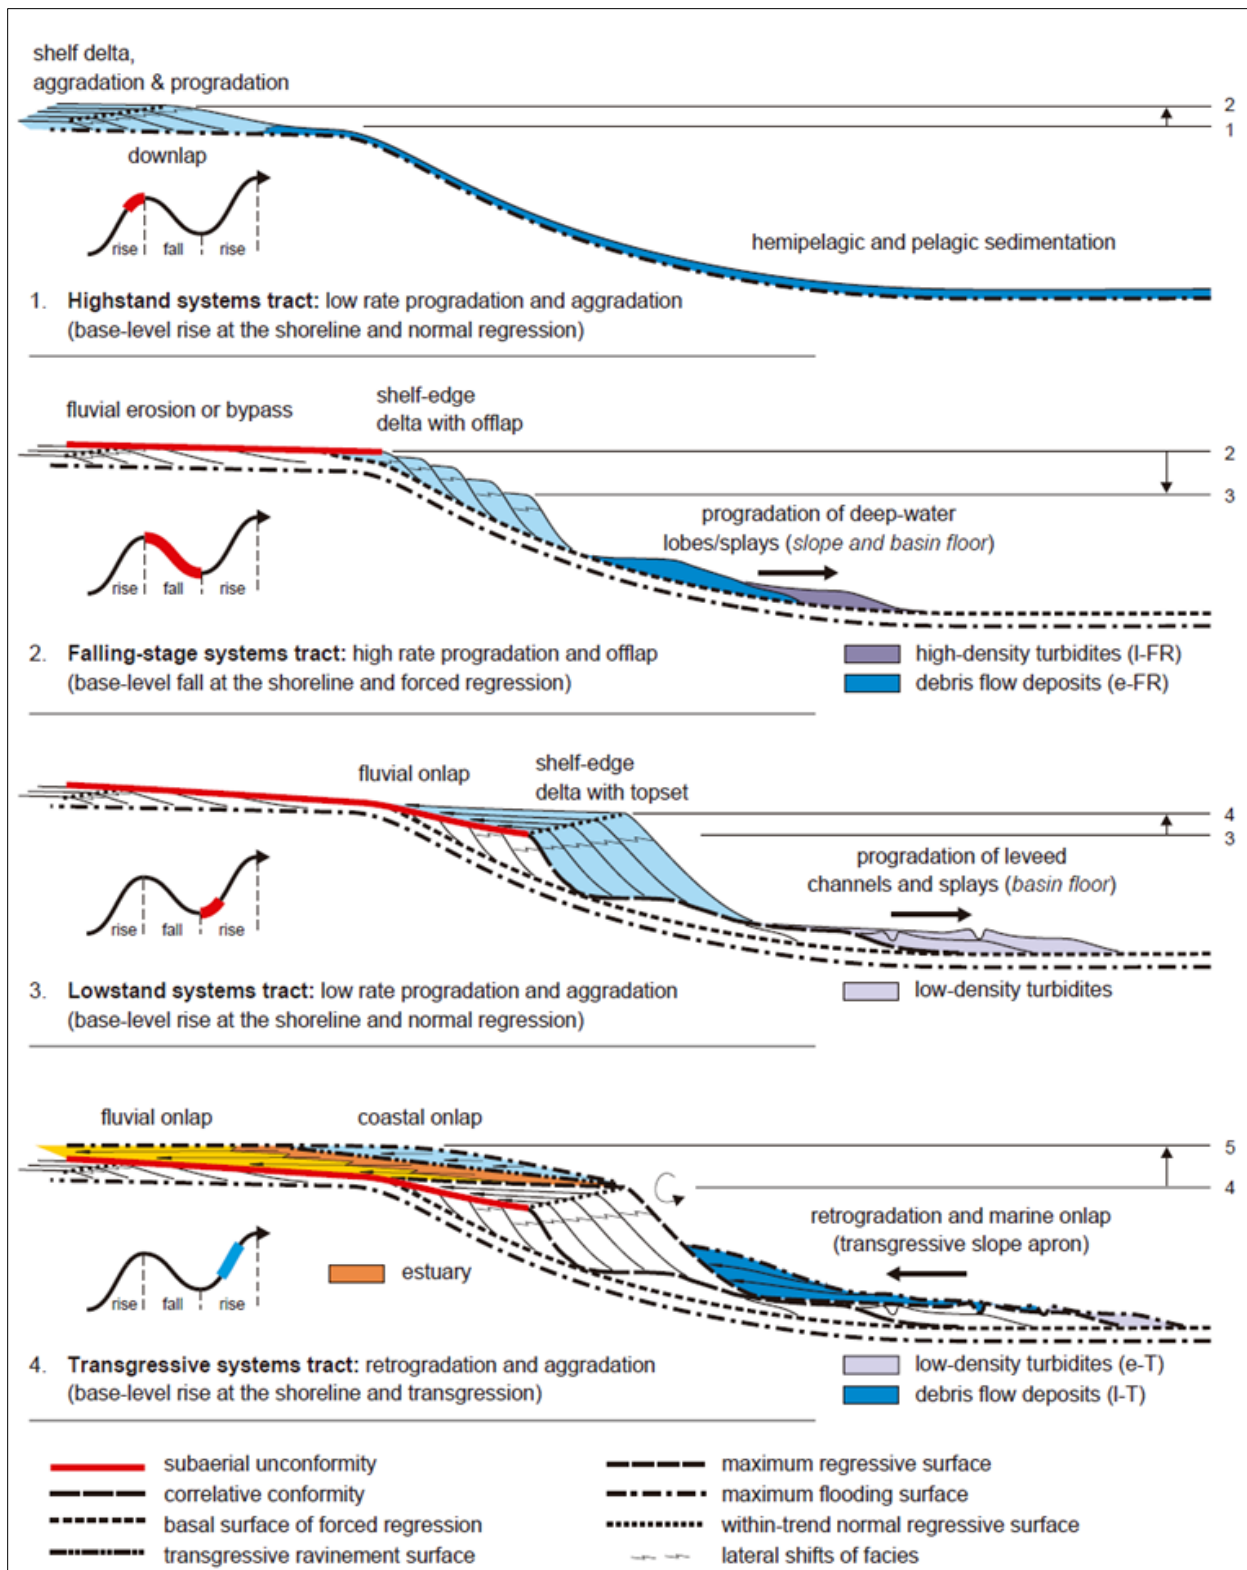 shelf delta,
aggradation & progradation
2
1
downlap
rise fall rise
hemipelagic and pelagic sedimentation
1. Highstand systems tract: low rate progradation and aggradation
(base-level rise at the shoreline and normal regression)
fluvial erosion or bypass
shelf-edge
delta with offlap
2
3
progradation of deep-water
lobes/splays (slope and basin floor)
rise fall rise
2. Falling-stage systems tract: high rate progradation and offlap
(base-level fall at the shoreline and forced regression)
high-density turbidites (l-FR)
debris flow deposits (e-FR)
fluvial onlap
shelf-edge
delta with topset
4
3
progradation of leveed
channels and splays (basin floor)
rise fall rise
3. Lowstand systems tract: low rate progradation and aggradation
(base-level rise at the shoreline and normal regression)
low-density turbidites
fluvial onlap
coastal onlap
5
4
retrogradation and marine onlap
(transgressive slope apron)
rise fall rise
estuary
4. Transgressive systems tract: retrogradation and aggradation
(base-level rise at the shoreline and transgression)
low-density turbidites (e-T)
debris flow deposits (l-T)
subaerial unconformity
correlative conformity
basal surface of forced regression
transgressive ravinement surface
maximum regressive surface
maximum flooding surface
within-trend normal regressive surface
lateral shifts of facies